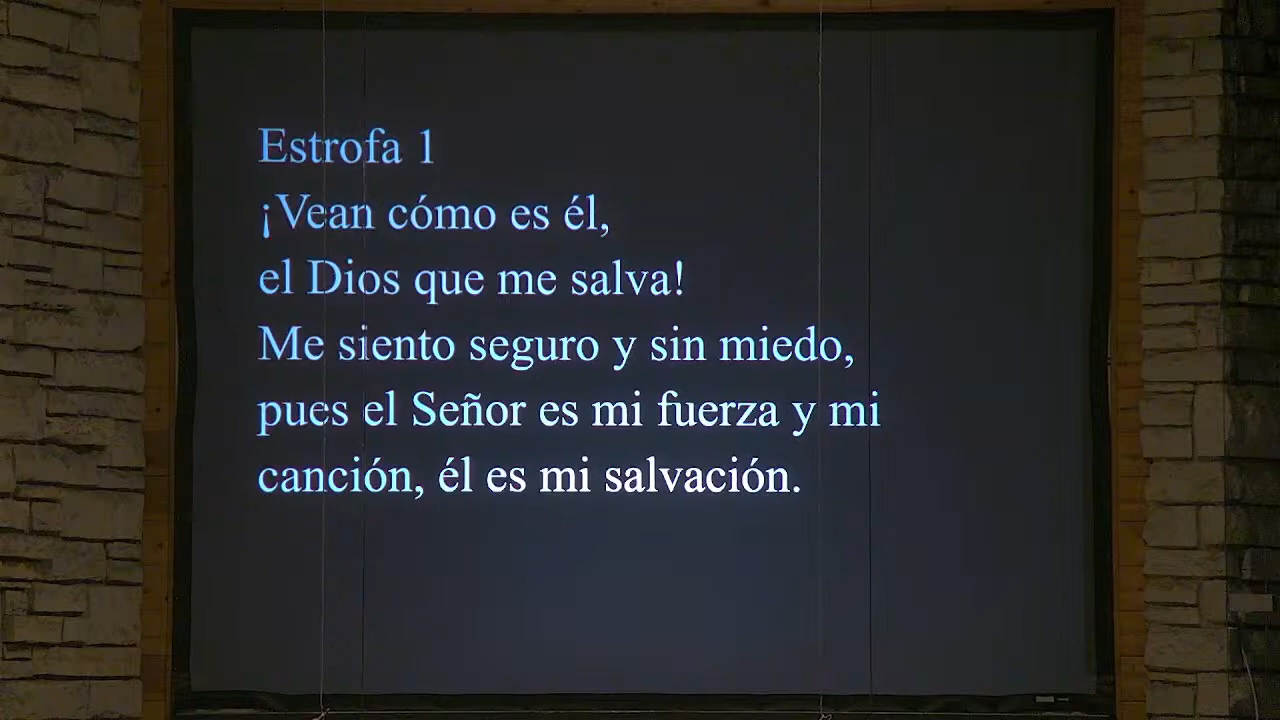 Estrofa 1
¡Vean cómo es él,
el Dios que me salva!
Me siento seguro y sin miedo,
pues el Señor es mi fuerza y mi
canción, él es mi salvación.